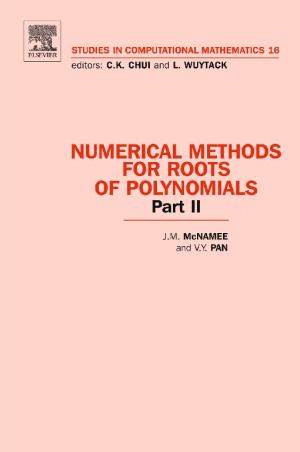 ELSEVIER
STUDIES IN COMPUTATIONAL MATHEMATICS 16
editors: C.K. CHUI and L. WUYTACK
NUMERICAL METHODS
FOR ROOTS
OF POLYNOMIALS
Part II
J.M. McNAMEE
and V.Y. PAN